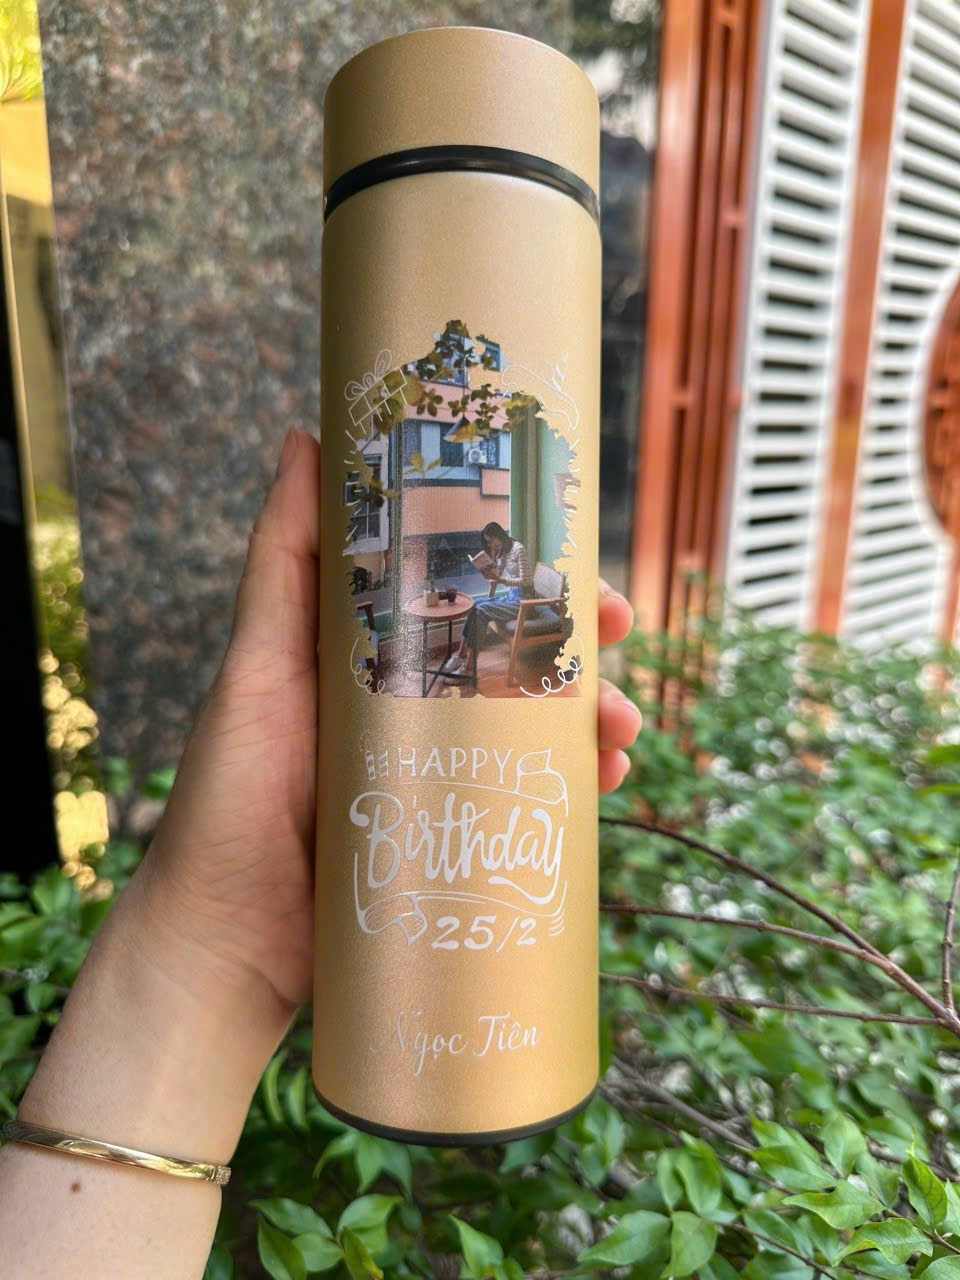 HAPPY
Birthday
25/2
Ngọc Tiên